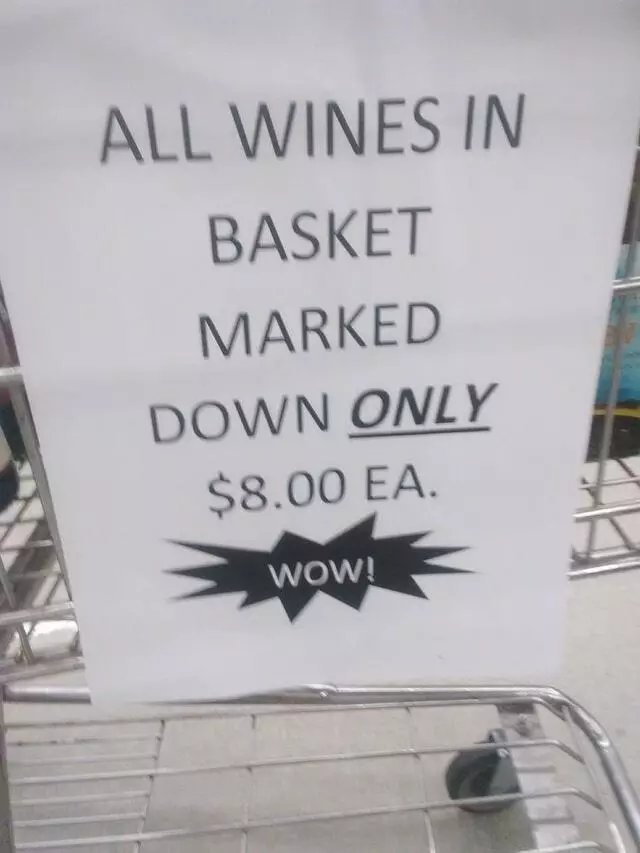 ALL WINES IN
BASKET
MARKED
DOWN ONLY
$8.00 EA.
WOW!